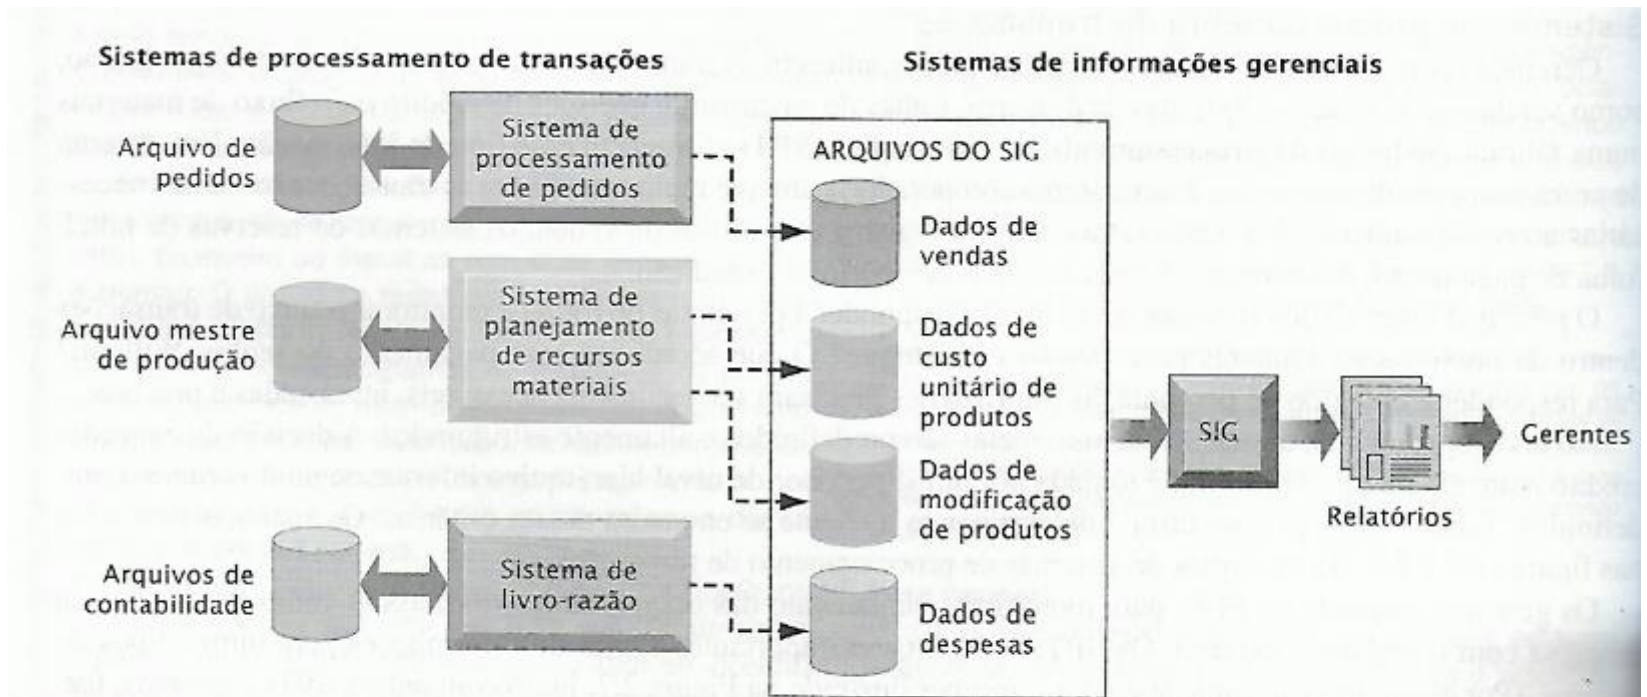 Sistemas de processamento de transações
Sistemas de informações gerenciais
Arquivo de
pedidos
Sistema de
processamento
de pedidos
Arquivo mestre
de produção
Sistema de
planejamento
de recursos
materiais
Arquivos de
contabilidade
Sistema de
livro-razão
ARQUIVOS DO SIG
Dados de
vendas
Dados de
custo
unitário de
produtos
Dados de
modificação
de produtos
Dados de
despesas
SIG
Relatórios
Gerentes